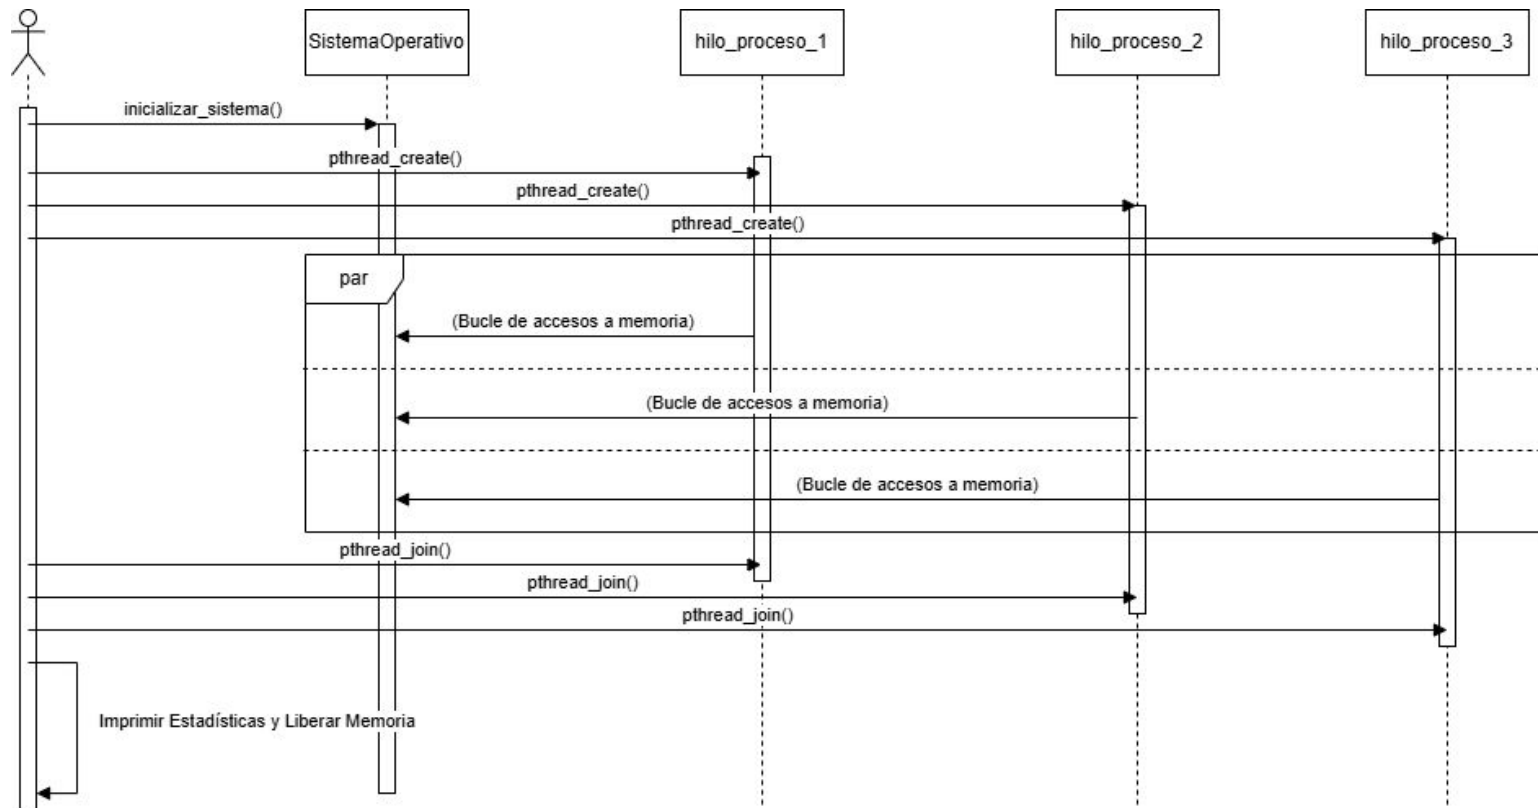 SistemaOperativo
hilo_proceso_1
hilo_proceso_2
hilo_proceso_3
inicializar_sistema()
pthread_create()
pthread_create()
pthread_create()
par
(Bucle de accesos a memoria)
(Bucle de accesos a memoria)
(Bucle de accesos a memoria)
pthread_join()
pthread_join()
pthread_join()
Imprimir Estadísticas y Liberar Memoria